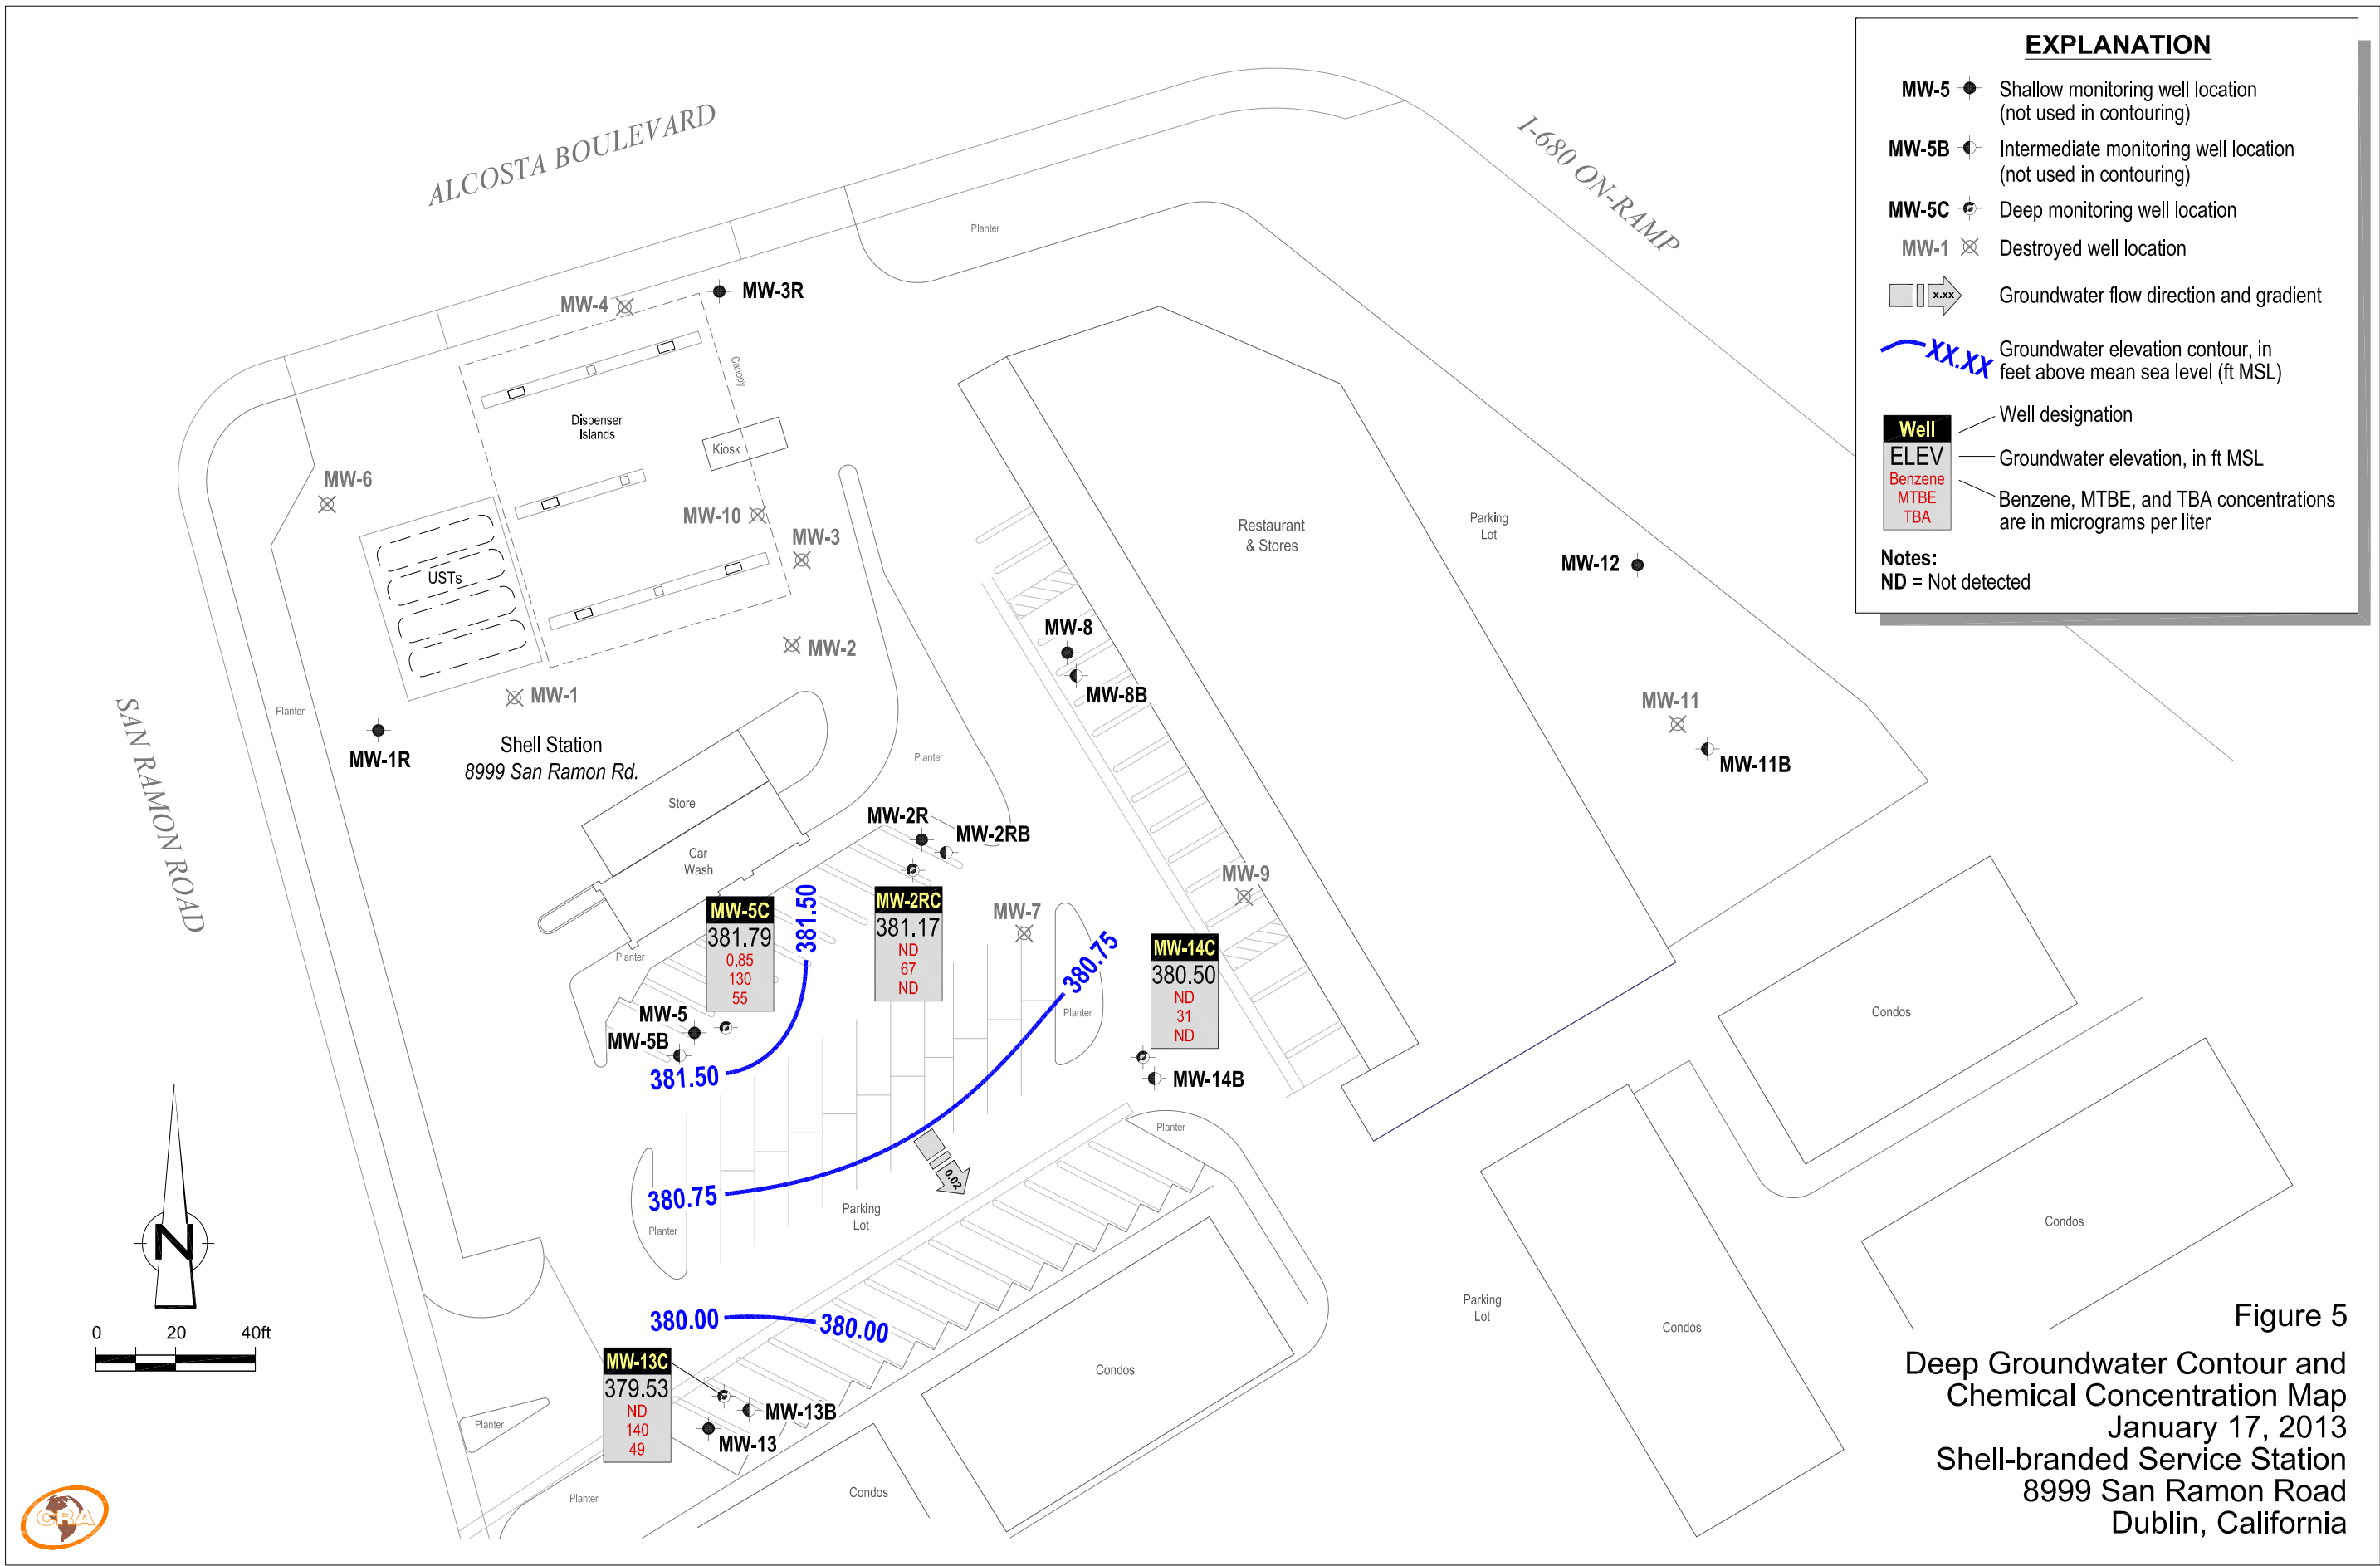 EXPLANATION
MW-5 Shallow monitoring well location
(not used in contouring)
MW-5B Intermediate monitoring well location
(not used in contouring)
MW-5C Deep monitoring well location
MW-1 Destroyed well location
x.xx Groundwater flow direction and gradient
XX.XX Groundwater elevation contour, in
feet above mean sea level (ft MSL)
Well
Well designation
ELEV
Groundwater elevation, in ft MSL
Benzene
MTBE
TBA
Benzene, MTBE, and TBA concentrations
are in micrograms per liter
Notes:
ND = Not detected
ALCOSTA BOULEVARD
I-680 ON-RAMP
SAN RAMON ROAD
Planter
MW-4
MW-3R
Canopy
Dispenser
Islands
Kiosk
MW-6
MW-10
MW-3
USTs
Restaurant
& Stores
Parking
Lot
MW-12
MW-8
MW-8B
MW-2
MW-1
Planter
MW-1R
Shell Station
8999 San Ramon Rd.
MW-11
MW-11B
Planter
Store
Car
Wash
MW-2R
MW-2RB
MW-9
MW-7
MW-5C
381.79
0.85
130
55
381.50
MW-2RC
381.17
ND
67
ND
380.75
MW-14C
380.50
ND
31
ND
Planter
Planter
MW-5
MW-5B
381.50
MW-14B
Condos
Planter
0.02
380.75
Parking
Lot
Planter
Condos
N
0 20 40ft
380.00
380.00
Parking
Lot
Condos
MW-13C
379.53
ND
140
49
MW-13B
MW-13
Condos
Planter
Planter
Condos
CRA
Figure 5
Deep Groundwater Contour and
Chemical Concentration Map
January 17, 2013
Shell-branded Service Station
8999 San Ramon Road
Dublin, California